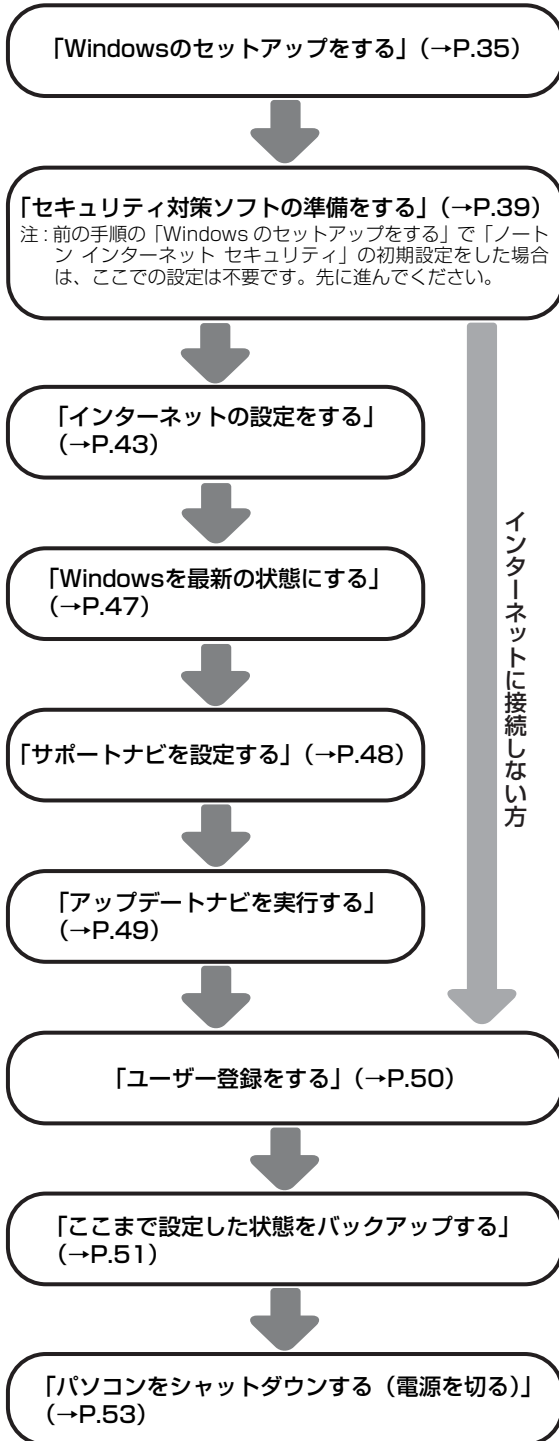 「Windowsのセットアップをする」（→P.35）
「セキュリティ対策ソフトの準備をする」（→P.39）
注：前の手順の「Windows のセットアップをする」で「ノート
ン インターネット セキュリティ」の初期設定をした場合
は、ここでの設定は不要です。先に進んでください。
「インターネットの設定をする」
（→P.43）
「Windowsを最新の状態にする」
（→P.47）
「サポートナビを設定する」（→P.48）
「アップデートナビを実行する」
（→P.49）
インターネットに接続しない方
「ユーザー登録をする」（→P.50）
「ここまで設定した状態をバックアップする」
（→P.51）
「パソコンをシャットダウンする（電源を切る）」
（→P.53）